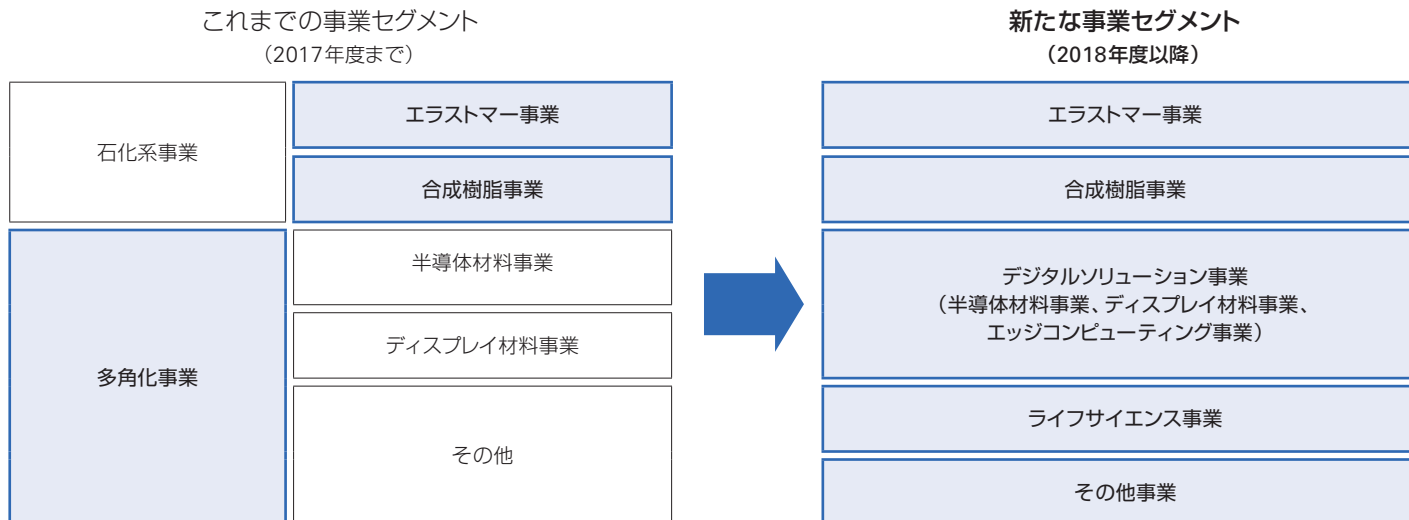 これまでの事業セグメント
（2017年度まで）
石化系事業
エラストマー事業
合成樹脂事業
多角化事業
半導体材料事業
ディスプレイ材料事業
その他
新たな事業セグメント
（2018年度以降）
エラストマー事業
合成樹脂事業
デジタルソリューション事業
（半導体材料事業、ディスプレイ材料事業、
エッジコンピューティング事業）
ライフサイエンス事業
その他事業